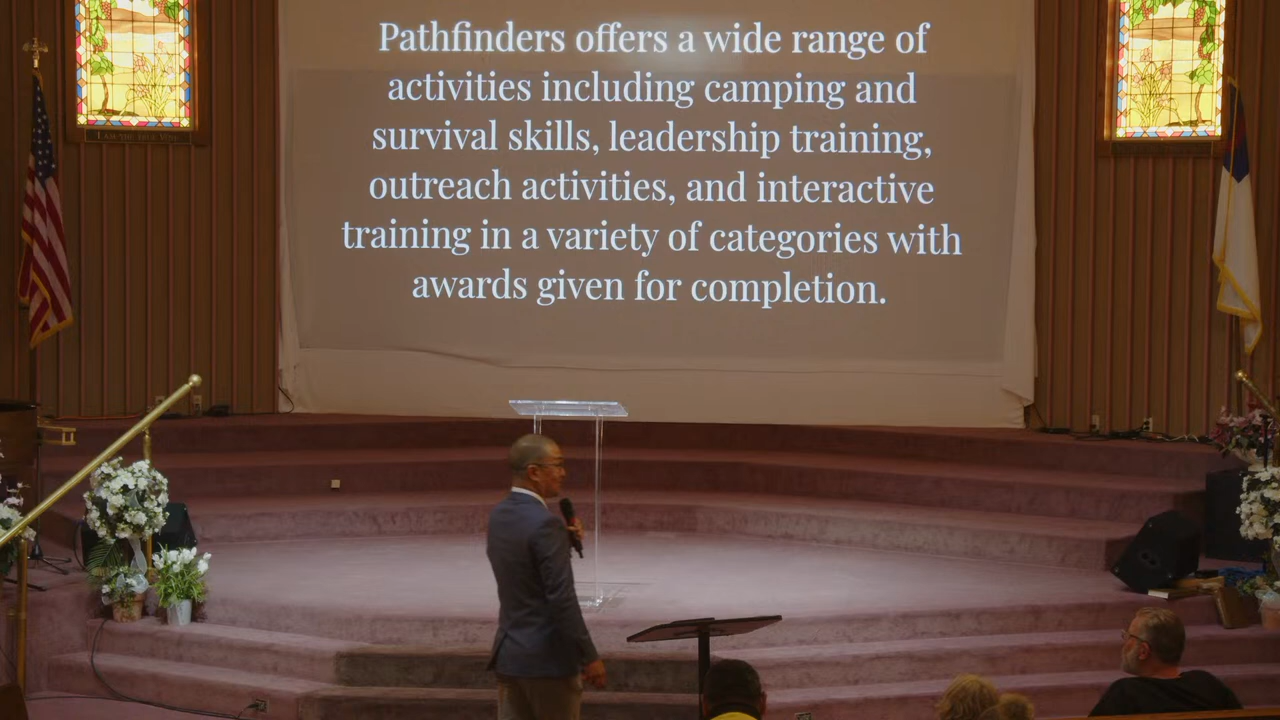 Pathfinders offers a wide range of
activities including camping and
survival skills, leadership training,
outreach activities, and interactive
training in a variety of categories with
awards given for completion.